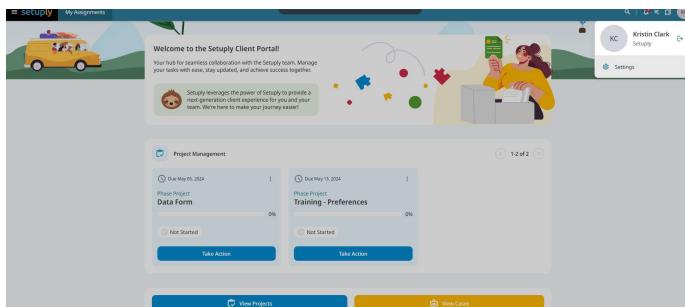 setuply
My Assignments
KC
Kristin Clark
Setuply
Settings
Welcome to the Setuply Client Portal!
Your hub for seamless collaboration with the Setuply team. Manage
your tasks with ease, stay updated, and achieve success
together.
Setuply leverages the power of Setuply to provide a
next-generation client experience for you and your
team. We're here to make your journey easier!
Project Management
1-2 of 2
Due May 06, 2024
Phase Project
Data Form
0%
Not Started
Take Action
Due May 13, 2024
Phase Project
Training - Preferences
0%
Not Started
Take Action
View Projects
View Cases